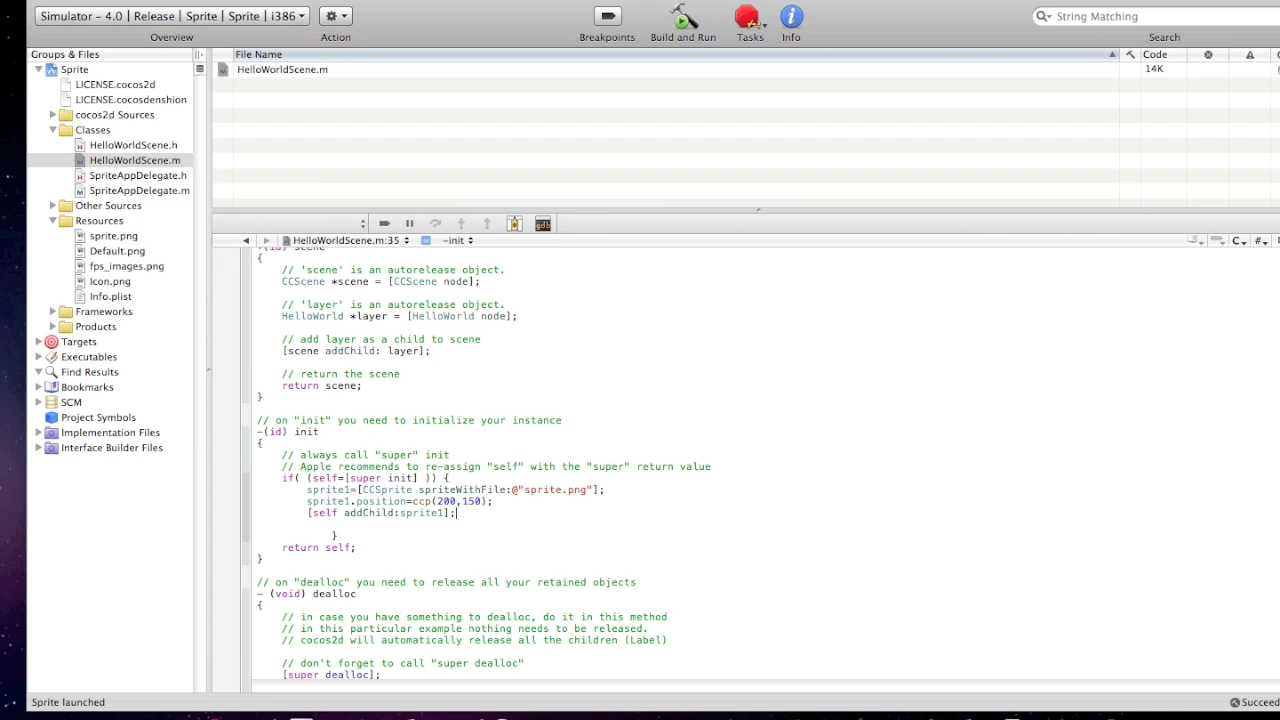 Simulator – 4.0 | Release | Sprite | Sprite | i386
Overview
Action
Breakpoints
Build and Run
Tasks
Info
String Matching
Search
Groups & Files
Sprite
LICENSE.cocos2d
LICENSE.cocosdenshion
cocos2d Sources
Classes
HelloWorldScene.h
HelloWorldScene.m
SpriteAppDelegate.h
SpriteAppDelegate.m
Other Sources
Resources
sprite.png
Default.png
fps_images.png
Icon.png
Info.plist
Frameworks
Products
Targets
Executables
Find Results
Bookmarks
SCM
Project Symbols
Implementation Files
Interface Builder Files
File Name
Code
HelloWorldScene.m
14K
HelloWorldScene.m:35
-init
C
#
+(id) scene
{
// 'scene' is an autorelease object.
CCScene *scene = [CCScene node];
// 'layer' is an autorelease object.
HelloWorld *layer = [HelloWorld node];
// add layer as a child to scene
[scene addChild: layer];
// return the scene
return scene;
}
// on "init" you need to initialize your instance
-(id) init
{
// always call "super" init
// Apple recommends to re-assign "self" with the "super" return value
if( (self=[super init] )) {
sprite1=[CCSprite spriteWithFile:@"sprite.png"];
sprite1.position=ccp(200,150);
[self addChild:sprite1];
}
return self;
}
// on "dealloc" you need to release all your retained objects
- (void) dealloc
{
// in case you have something to dealloc, do it in this method
// in this particular example nothing needs to be released.
// cocos2d will automatically release all the children (Label)
// don't forget to call "super dealloc"
[super dealloc];
Sprite launched
Succeed